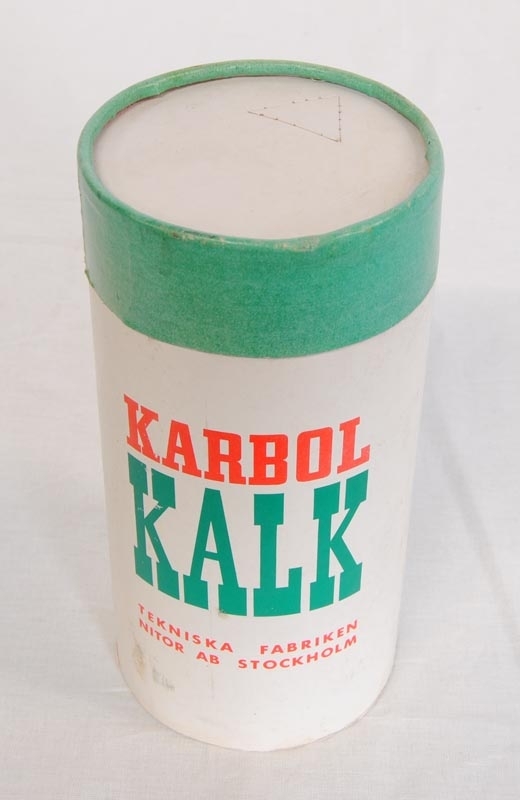 KARBOL
KALK
TEKNISKA FABRIKEN
NITOR AB STOCKHOLM